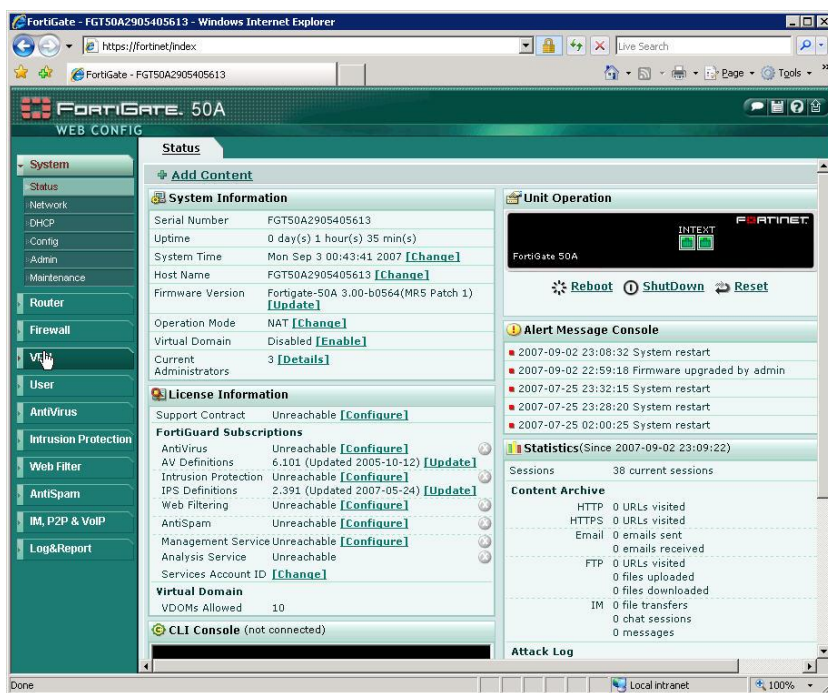 FortiGate - FGT50A2905405613 - Windows Internet Explorer
https://fortinet/index
Live Search
FortiGate - FGT50A2905405613
Page
Tools
FORTIGATE. 50A
WEB CONFIG
System
Status
Network
DHCP
Config
Admin
Maintenance
Router
Firewall
User
AntiVirus
Intrusion Protection
Web Filter
AntiSpam
IM, P2P & VoIP
Log&Report
Status
Add Content
System Information
Serial Number FGT50A2905405613
Uptime 0 day(s) 1 hour(s) 35 min(s)
System Time Mon Sep 3 00:43:41 2007 [Change]
Host Name FGT50A2905405613 [Change]
Firmware Version Fortigate-50A 3.00-b0564(MR5 Patch 1)
[Update]
Operation Mode NAT [Change]
Virtual Domain Disabled [Enable]
Current
Administrators 3 [Details]
License Information
Support Contract Unreachable [Configure]
FortiGuard Subscriptions
AntiVirus Unreachable [Configure]
AV Definitions 6.101 (Updated 2005-10-12) [Update]
Intrusion Protection Unreachable [Configure]
IPS Definitions 2.391 (Updated 2007-05-24) [Update]
Web Filtering Unreachable [Configure]
AntiSpam Unreachable [Configure]
Management Service Unreachable [Configure]
Analysis Service Unreachable
Services Account ID [Change]
Virtual Domain
VDOMs Allowed 10
CLI Console (not connected)
Unit Operation
FORTINET.
INT EXT
FortiGate 50A
Reboot ShutDown Reset
Alert Message Console
2007-09-02 23:08:32 System restart
2007-09-02 22:59:18 Firmware upgraded by admin
2007-07-25 23:32:15 System restart
2007-07-25 23:28:20 System restart
2007-07-25 02:00:25 System restart
Statistics(Since 2007-09-02 23:09:22)
Sessions 38 current sessions
Content Archive
HTTP 0 URLs visited
HTTPS 0 URLs visited
Email 0 emails sent
0 emails received
FTP 0 URLs visited
0 files uploaded
0 files downloaded
IM 0 file transfers
0 chat sessions
0 messages
Attack Log
Done
Local intranet
100%